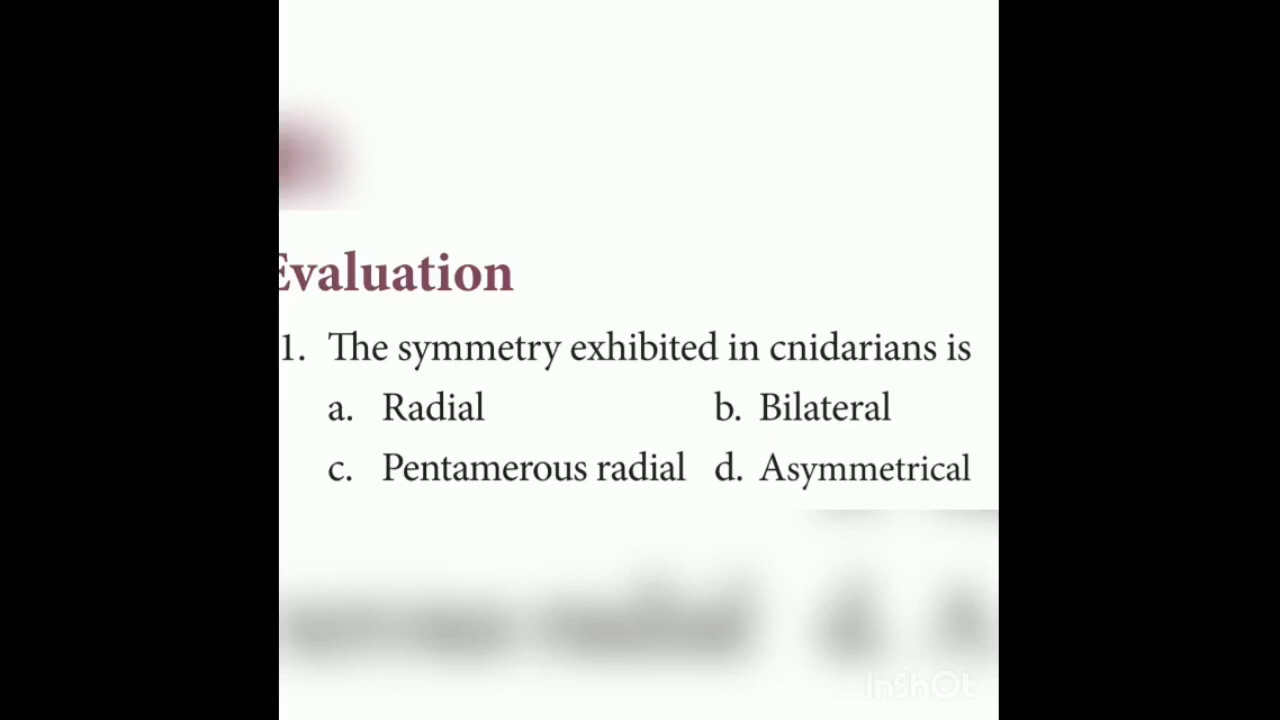 Evaluation
1. The symmetry exhibited in cnidarians is
a. Radial b. Bilateral
c. Pentamerous radial d. Asymmetrical
InShOt